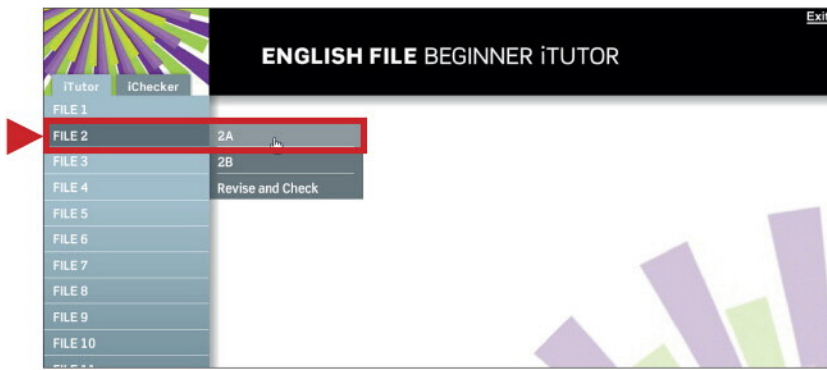 Exit
ENGLISH FILE BEGINNER iTUTOR
iTutor iChecker
FILE 1
FILE 2 2A
FILE 3 2B
FILE 4 Revise and Check
FILE 5
FILE 6
FILE 7
FILE 8
FILE 9
FILE 10